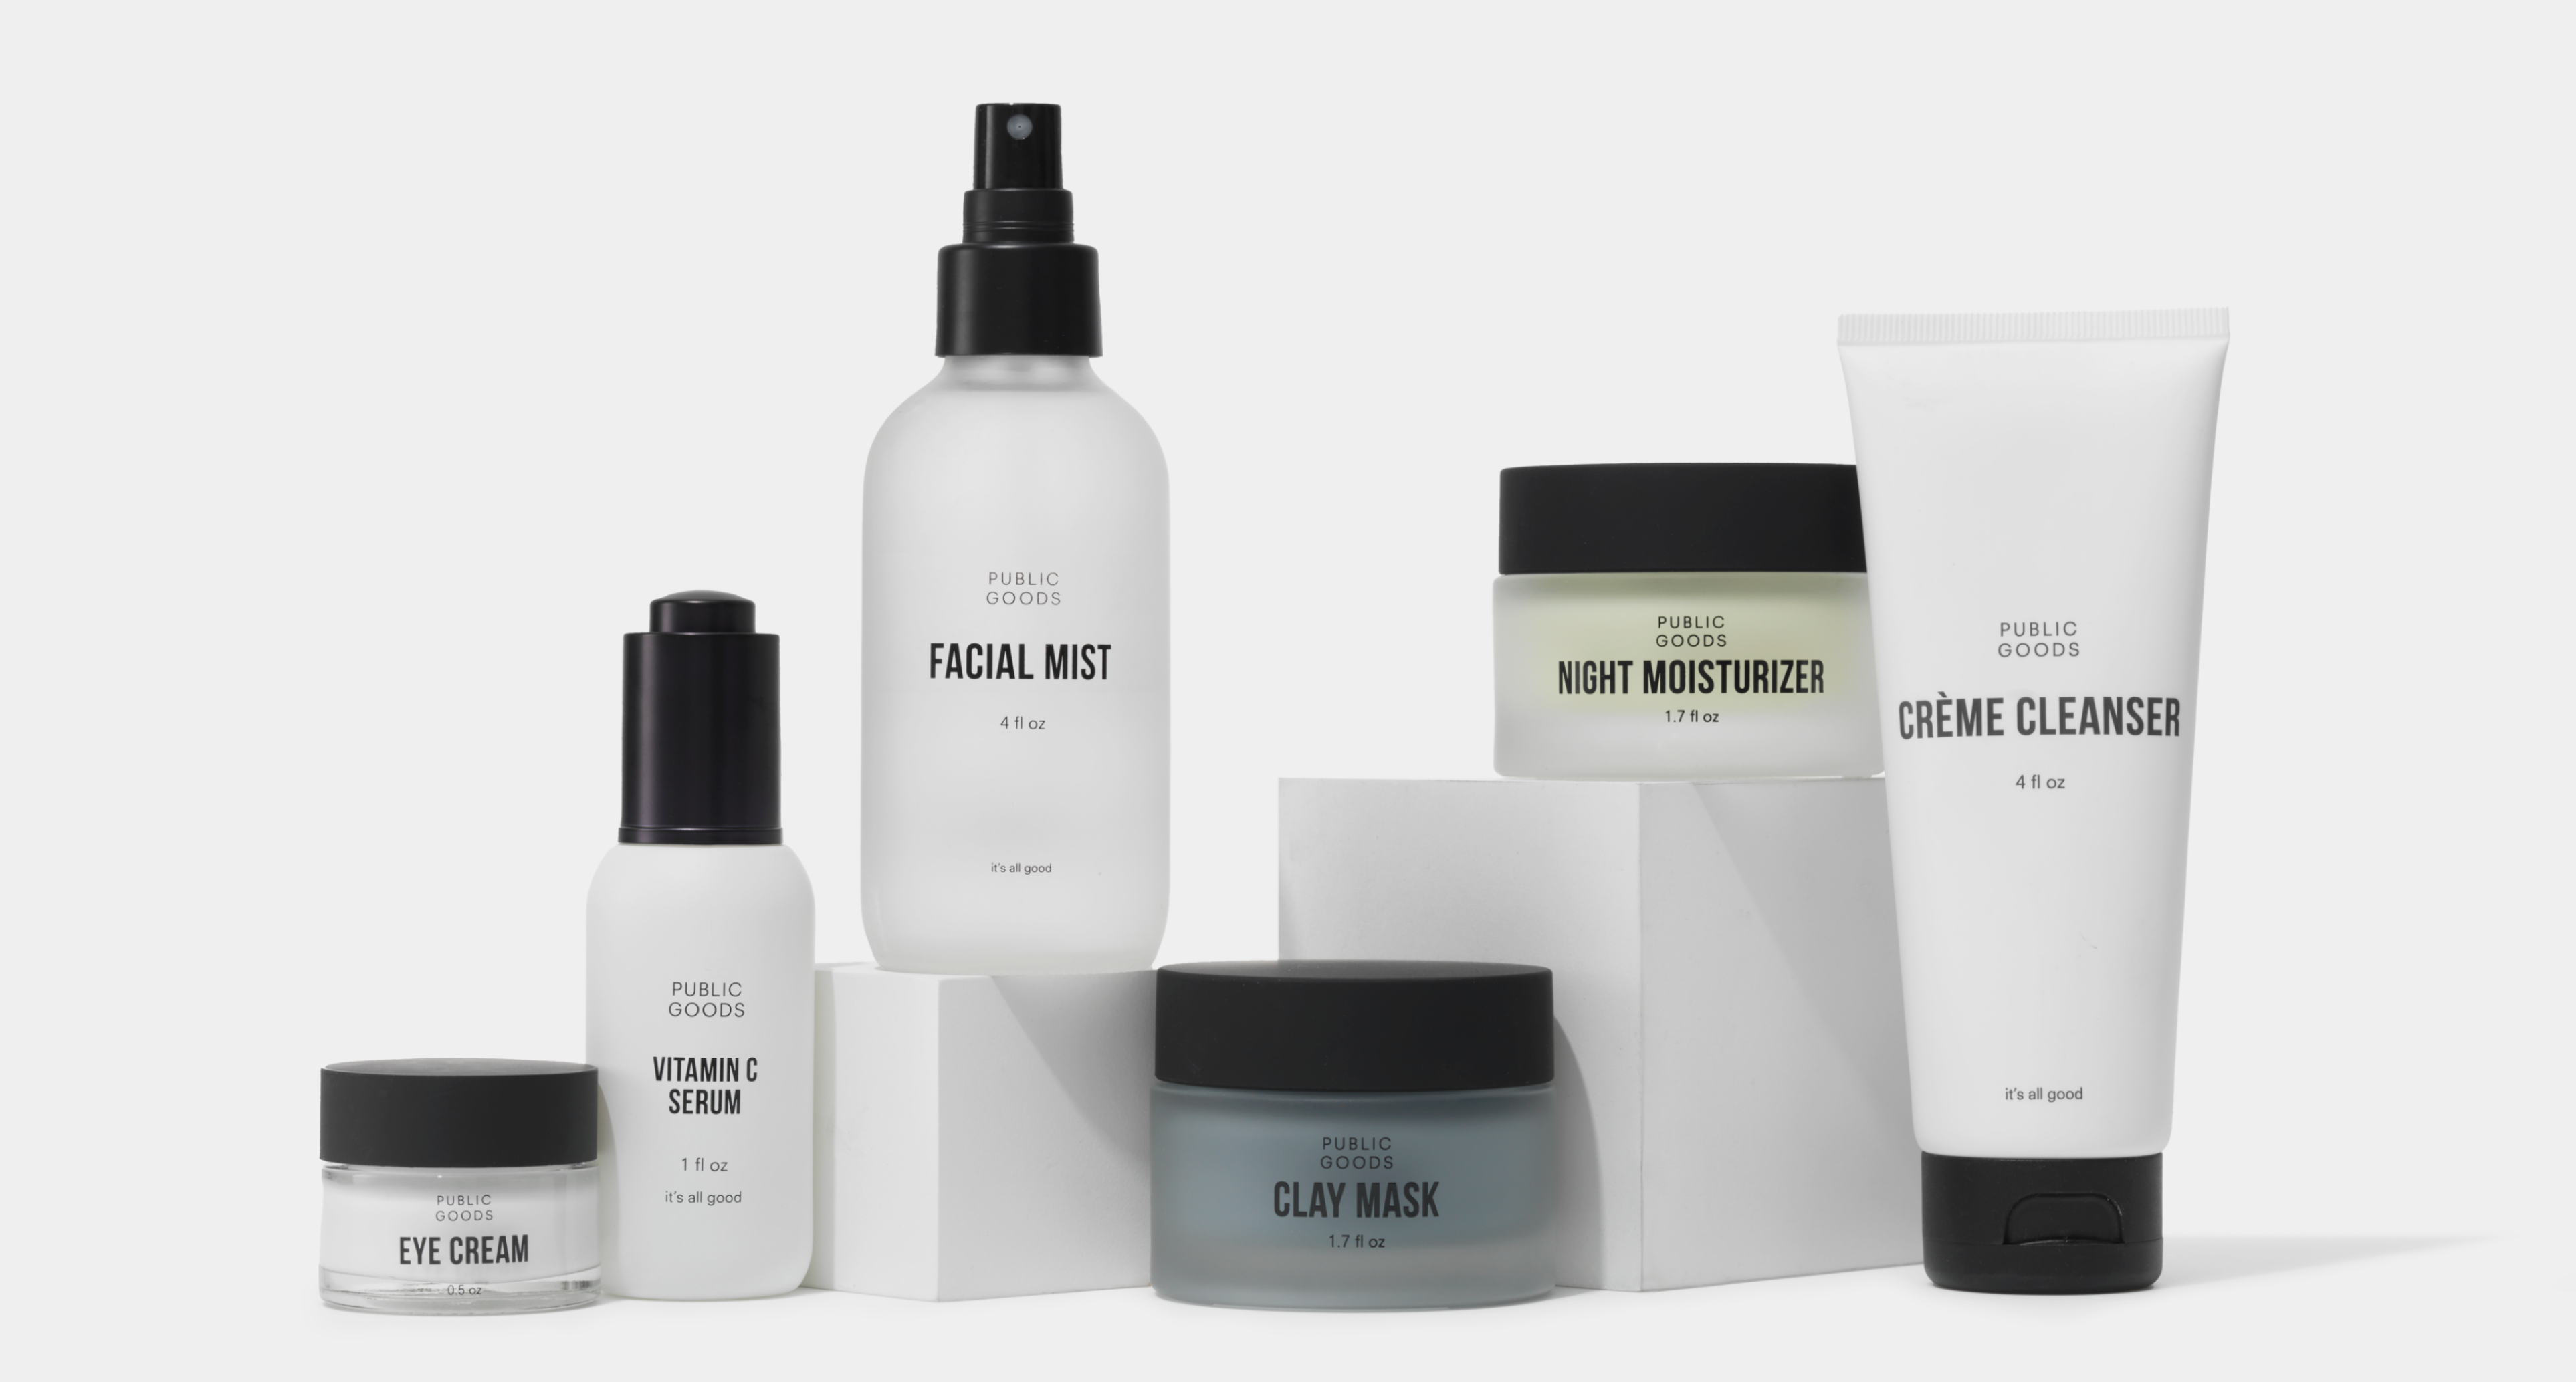 PUBLIC
GOODS
EYE CREAM
0.5 oz
PUBLIC
GOODS
VITAMIN C
SERUM
1 fl oz
it's all good
PUBLIC
GOODS
FACIAL MIST
4 fl oz
it's all good
PUBLIC
GOODS
CLAY MASK
1.7 fl oz
PUBLIC
GOODS
NIGHT MOISTURIZER
1.7 fl oz
PUBLIC
GOODS
CRÈME CLEANSER
4 fl oz
it's all good